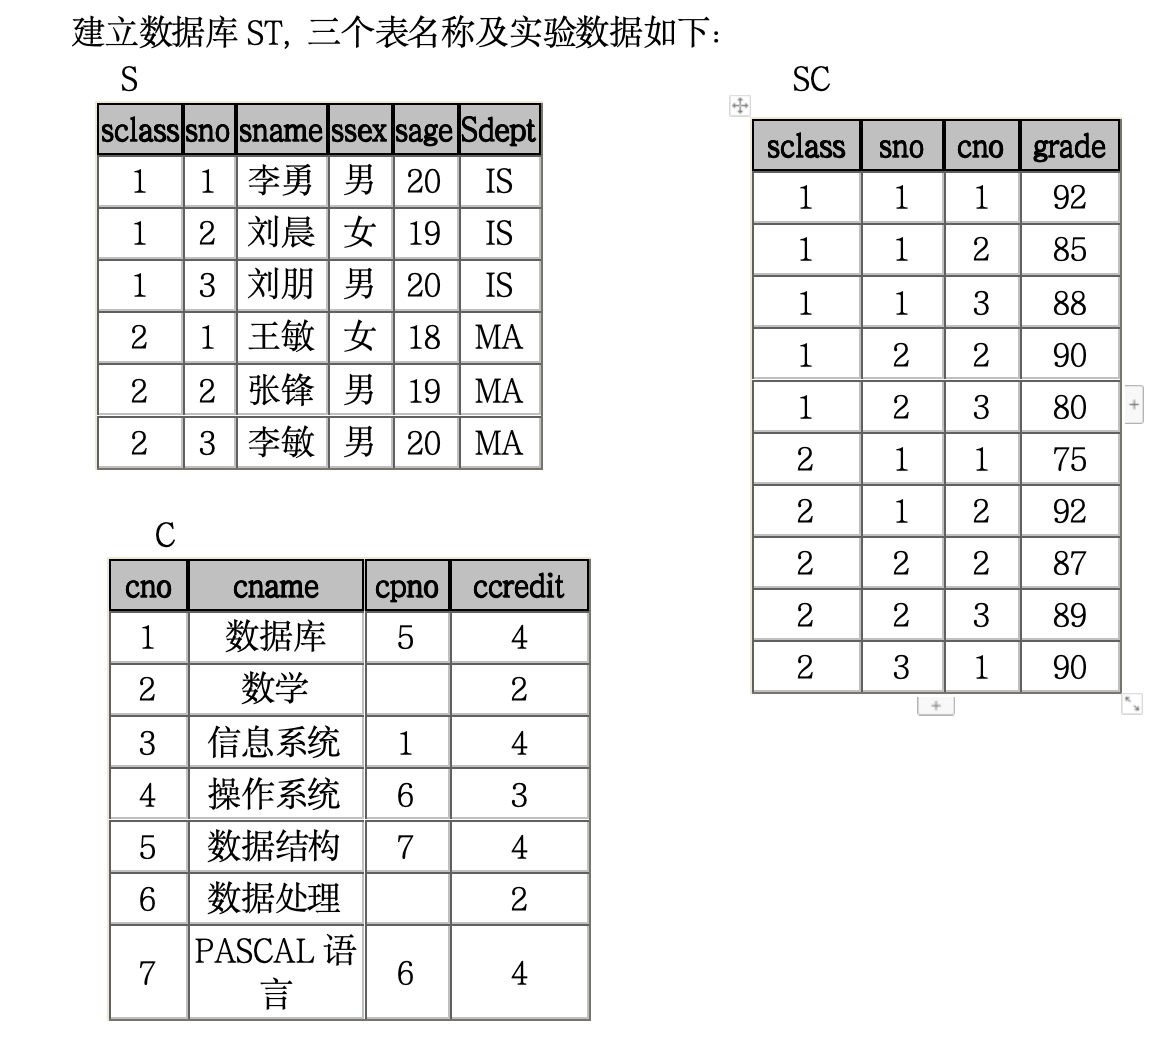 建立数据库 ST, 三个表名称及实验数据如下:
S
sclass sno sname ssex sage Sdept
1 1 李勇 男 20 IS
1 2 刘晨 女 19 IS
1 3 刘朋 男 20 IS
2 1 王敏 女 18 MA
2 2 张锋 男 19 MA
2 3 李敏 男 20 MA
SC
sclass sno cno grade
1 1 1 92
1 1 2 85
1 1 3 88
1 2 2 90
1 2 3 80
2 1 1 75
2 1 2 92
2 2 2 87
2 2 3 89
2 3 1 90
C
cno cname cpno ccredit
1 数据库 5 4
2 数学 2
3 信息系统 1 4
4 操作系统 6 3
5 数据结构 7 4
6 数据处理 2
7 PASCAL 语 6 4
言